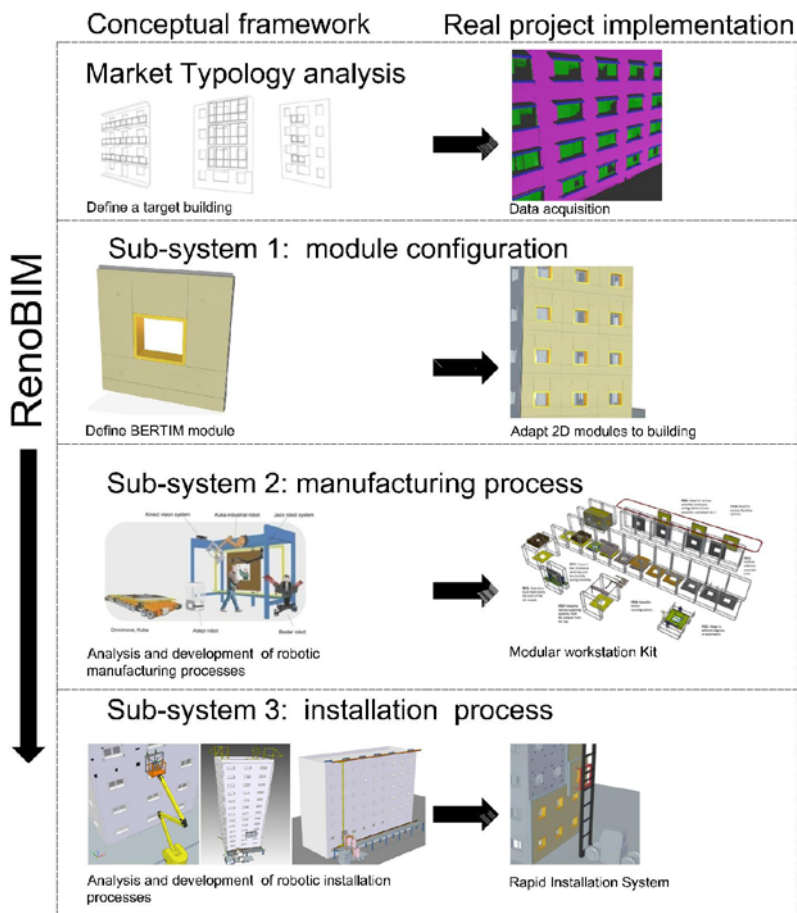 Conceptual framework
Real project implementation
RenoBIM
Market Typology analysis
Define a target building
Data acquisition
Sub-system 1: module configuration
Define BERTIM module
Adapt 2D modules to building
Sub-system 2: manufacturing process
Kinect vision system
Kuka industrial robot
Jaco robot system
Omnimove, Kuka
Adept robot
Baxter robot
Analysis and development of robotic
manufacturing processes
Modular workstation Kit
Sub-system 3: installation process
Analysis and development of robotic installation
processes
Rapid Installation System